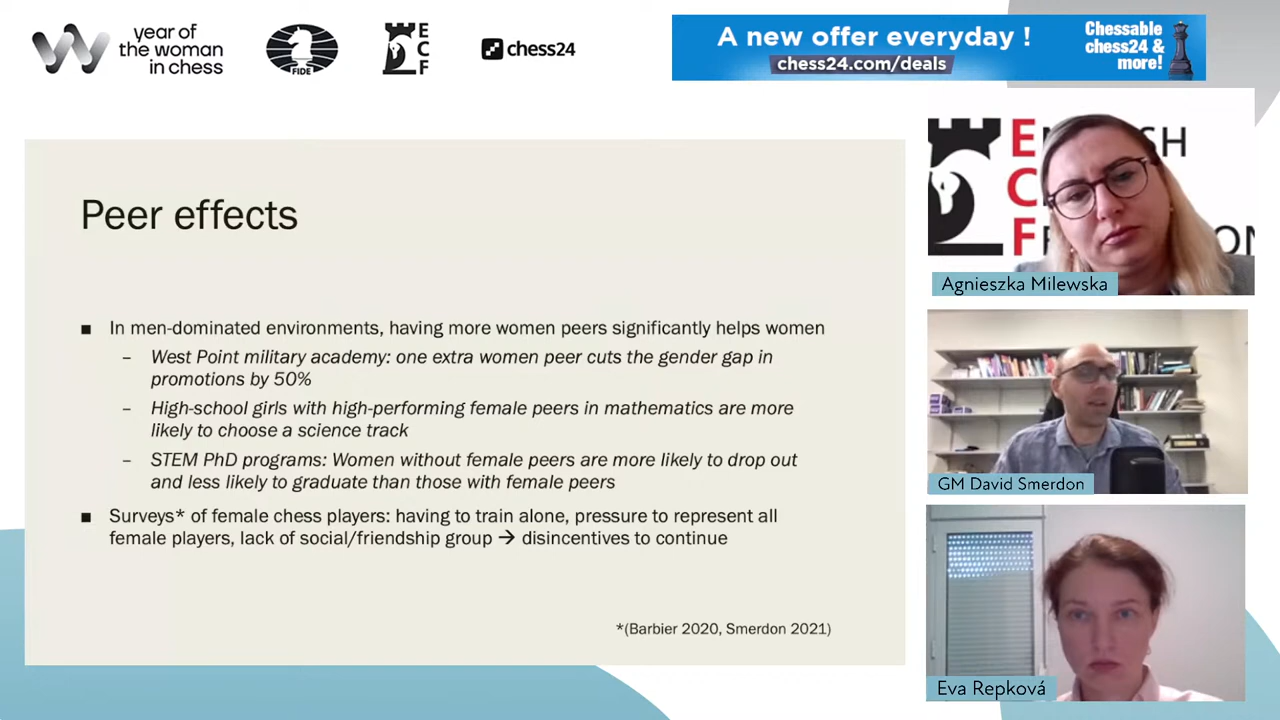 year of
the woman
in chess
FIDE
E
C
F
chess24
A new offer everyday !
chess24.com/deals
Chessable
chess24 &
more!
Peer effects
■ In men-dominated environments, having more women peers significantly helps women
– West Point military academy: one extra women peer cuts the gender gap in
promotions by 50%
– High-school girls with high-performing female peers in mathematics are more
likely to choose a science track
– STEM PhD programs: Women without female peers are more likely to drop out
and less likely to graduate than those with female peers
■ Surveys* of female chess players: having to train alone, pressure to represent all
female players, lack of social/friendship group → disincentives to continue
*(Barbier 2020, Smerdon 2021)
Agnieszka Milewska
GM David Smerdon
Eva Repková